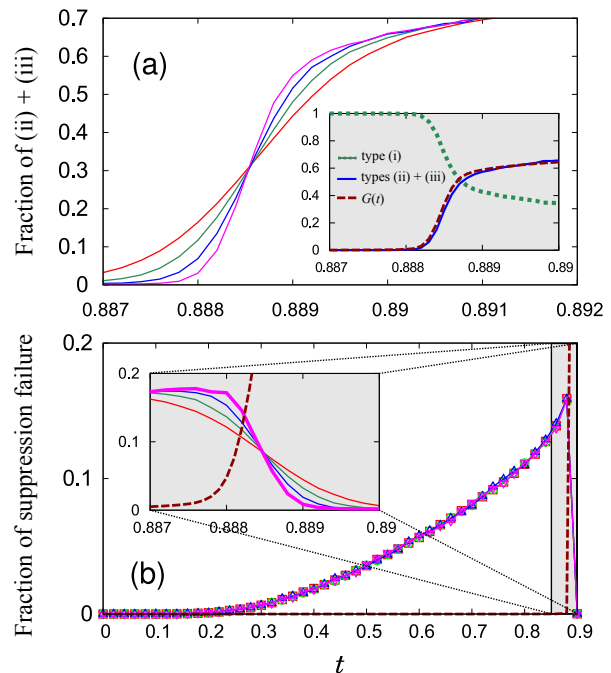 0.7
0.6
0.5
0.4
0.3
0.2
0.1
0
Fraction of (ii) + (iii)
(a)
1
0.8
0.6
0.4
0.2
0
type (i)
types (ii) + (iii)
G(t)
0.887 0.888 0.889 0.89
0.887 0.888 0.889 0.89 0.891 0.892
0.2
0.1
0
Fraction of suppression failure
0.2
0.1
0
0.887 0.888 0.889 0.89
(b)
0 0.1 0.2 0.3 0.4 0.5 0.6 0.7 0.8 0.9
t